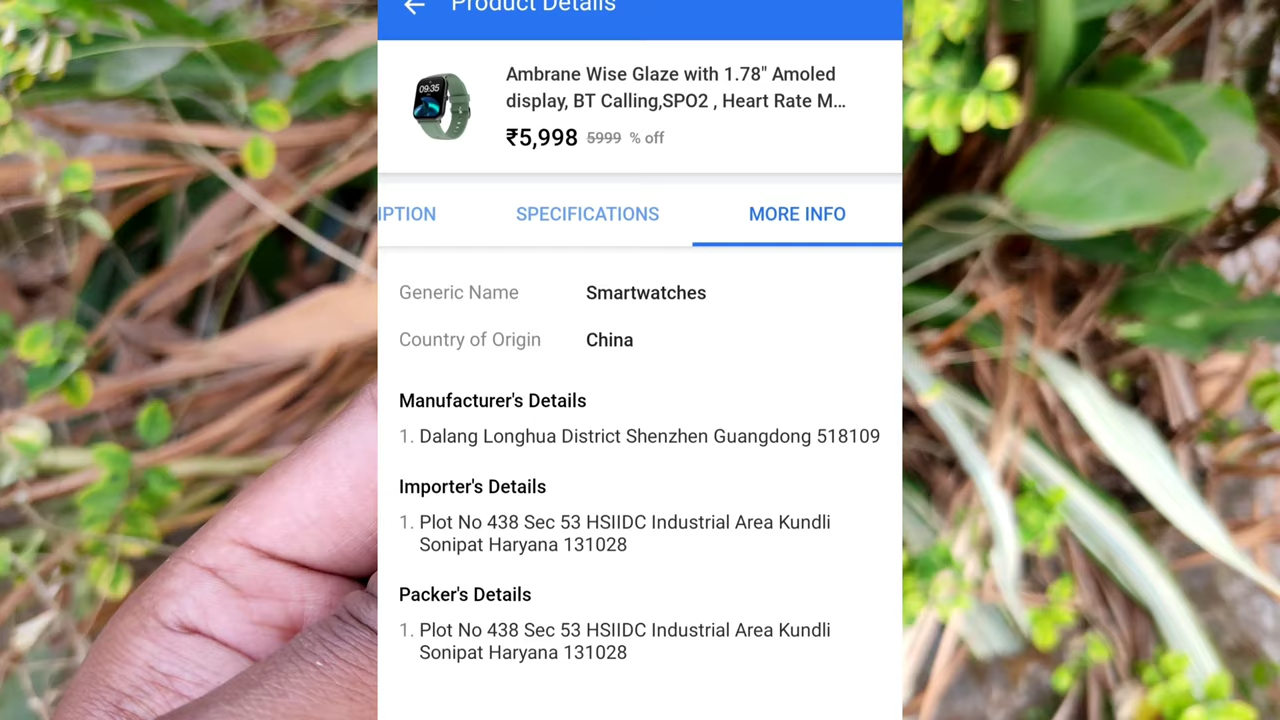 Product Details
Ambrane Wise Glaze with 1.78" Amoled
display, BT Calling,SPO2 , Heart Rate M...
₹5,998 5999 % off
IPTION SPECIFICATIONS MORE INFO
Generic Name Smartwatches
Country of Origin China
Manufacturer's Details
1. Dalang Longhua District Shenzhen Guangdong 518109
Importer's Details
1. Plot No 438 Sec 53 HSIIDC Industrial Area Kundli
Sonipat Haryana 131028
Packer's Details
1. Plot No 438 Sec 53 HSIIDC Industrial Area Kundli
Sonipat Haryana 131028
09:35